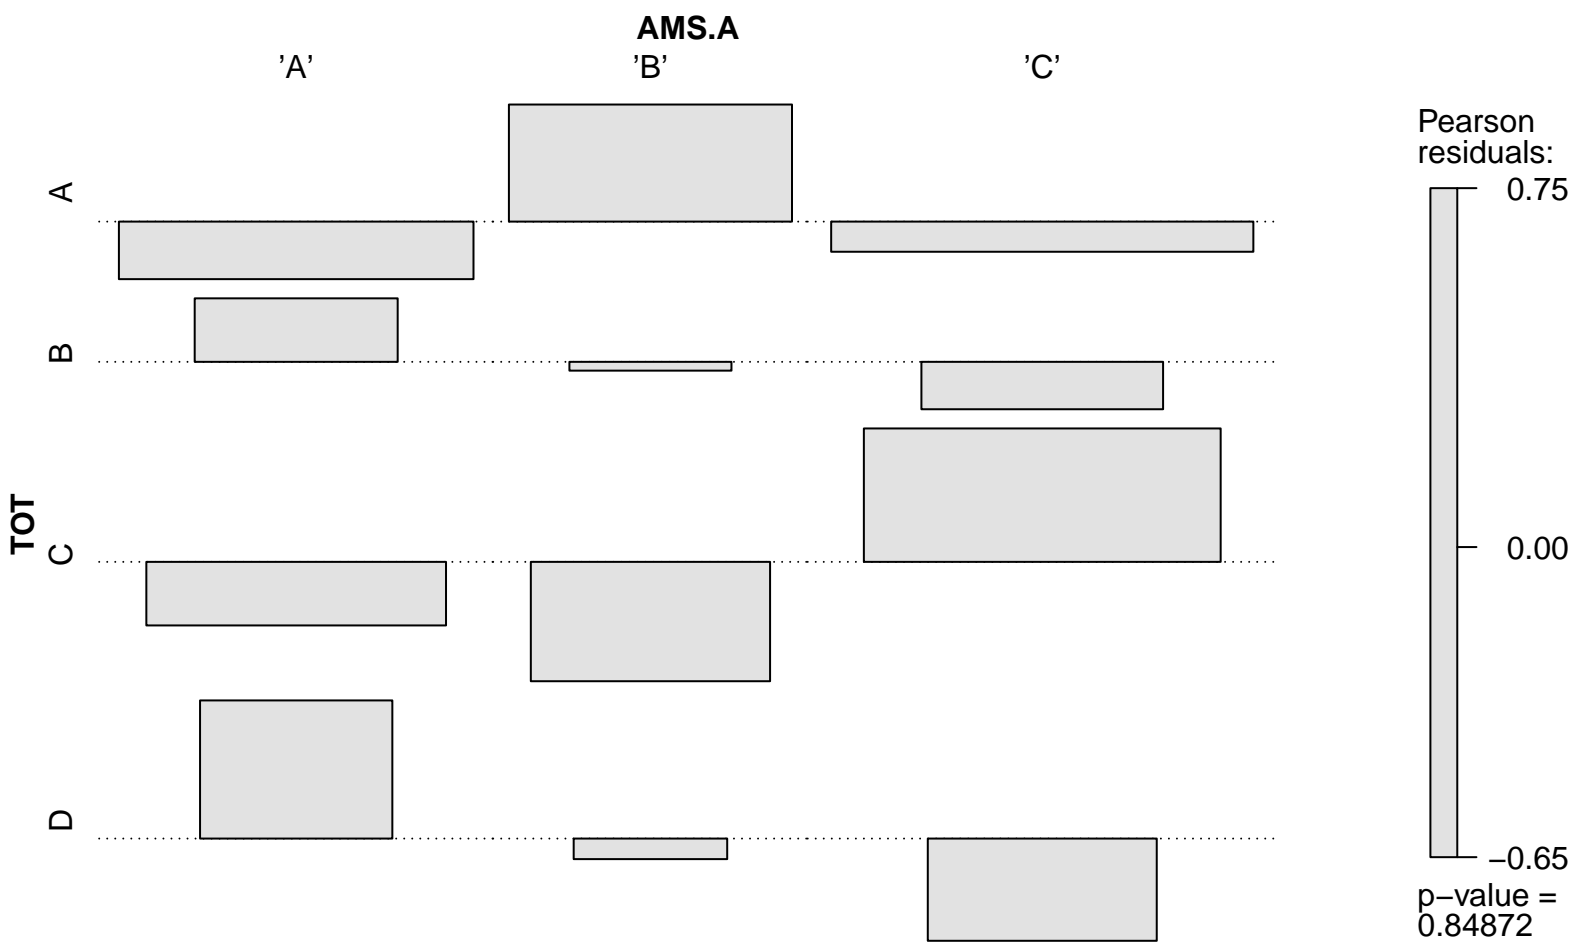 AMS.A
’A’ ’B’ ’C’
Pearson
residuals:
0.75
0.00
−0.65
p−value =
0.84872
TOT
A
B
C
D